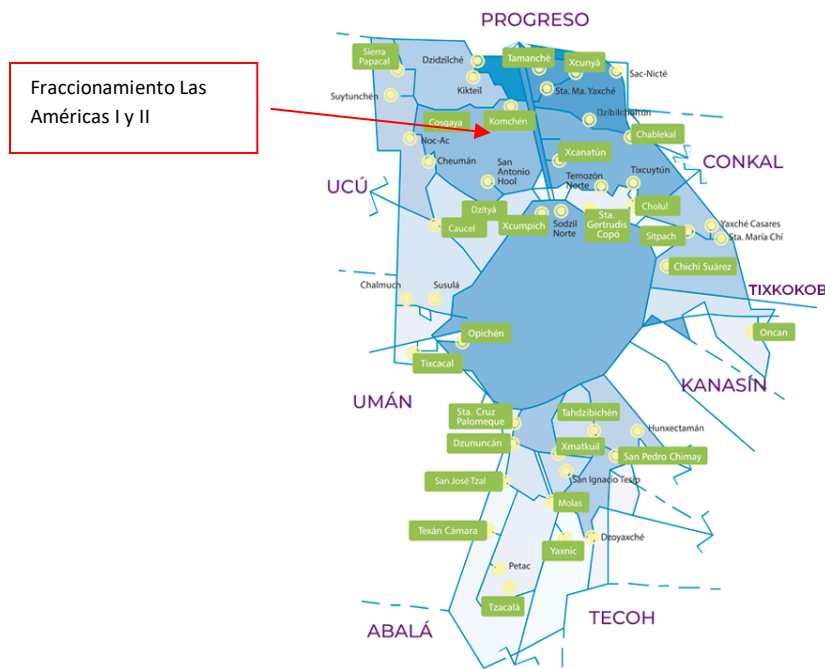 PROGRESO
Fraccionamiento Las
Américas I y II
Sierra
Papacal
Dzidzilché
Tamanché
Xcunyá
Sac-Nicté
Kikteil
Sta. Ma. Yaxché
Suytunchén
Cosgaya
Komchén
Dzibilchaltún
Chablekal
Noc-Ac
Cheumán
San
Antonio
Hool
Xcanatún
Temozón
Norte
Tixcuytún
CONKAL
UCÚ
Dzityá
Caucel
Xcumpich
Sodzil
Norte
Sta.
Gertrudis
Copó
Cholul
Sitpach
Yaxché Casares
Sta. María Chí
Chichí Suárez
Chalmuch
Susulá
TIXKOKOB
Oncan
Opichén
Tixcacal
KANASÍN
UMÁN
Sta. Cruz
Palomeque
Tahdzibichén
Hunxectamán
Dzununcán
Xmatkuil
San Pedro Chimay
San José Tzal
San Ignacio Tesip
Molas
Texán Cámara
Yaxnic
Dzoyaxché
Petac
Tzacalá
TECOH
ABALÁ